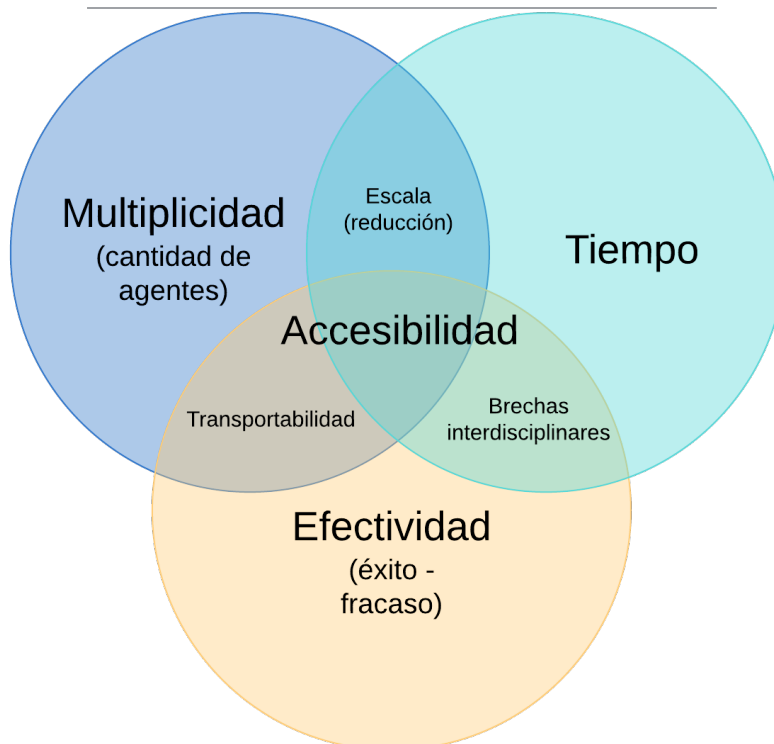 Multiplicidad
(cantidad de
agentes)
Escala
(reducción)
Tiempo
Accesibilidad
Transportabilidad
Brechas
interdisciplinares
Efectividad
(éxito -
fracaso)